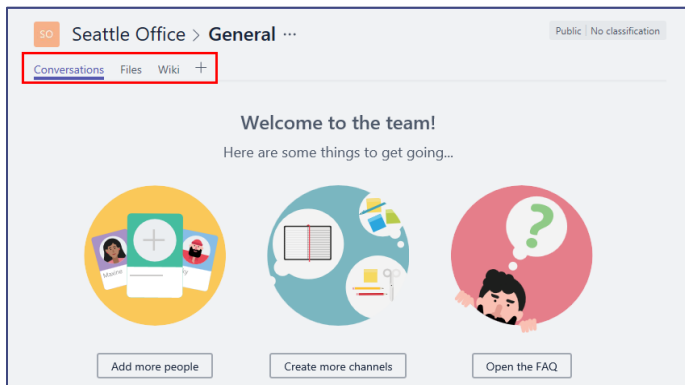 SO Seattle Office > General ...
Public | No classification
Conversations Files Wiki +
Welcome to the team!
Here are some things to get going...
Maxine
Add more people
Create more channels
Open the FAQ